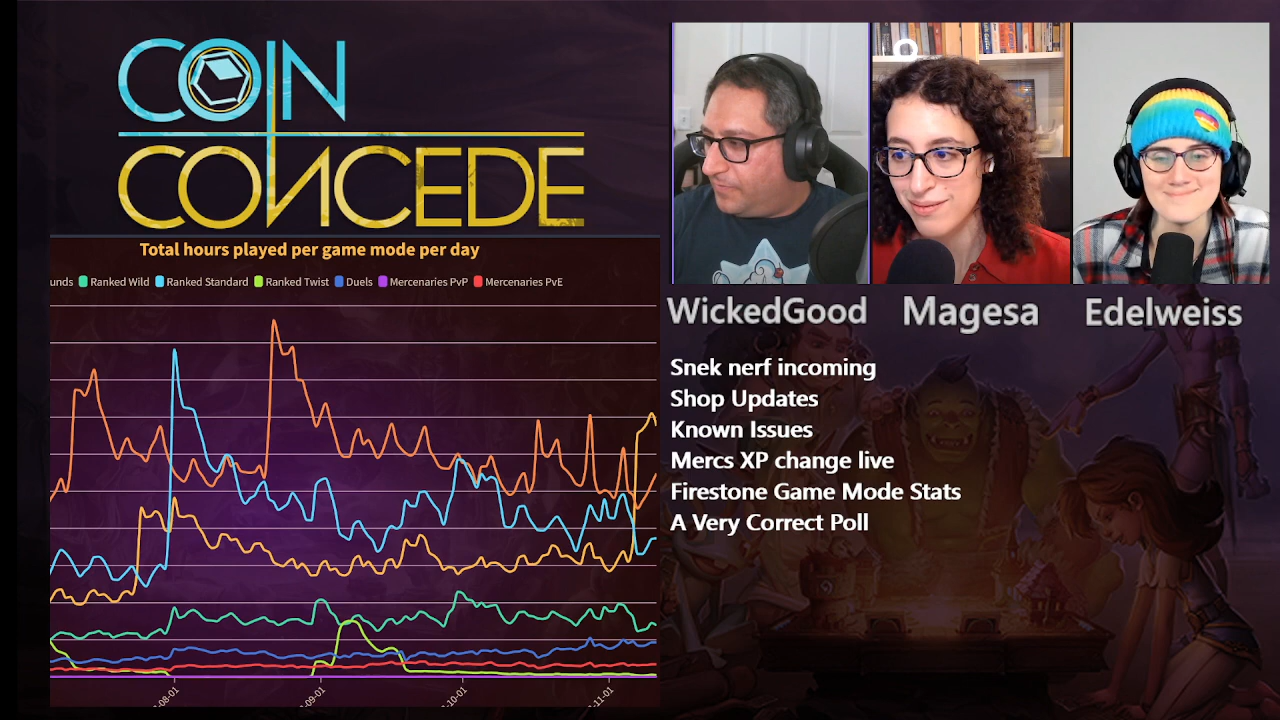 COIN
CONCEDE
Total hours played per game mode per day
unds Ranked Wild Ranked Standard Ranked Twist Duels Mercenaries PvP Mercenaries PvE
-08-01 -09-01 -10-01 -11-01
WickedGood Magesa Edelweiss
Snek nerf incoming
Shop Updates
Known Issues
Mercs XP change live
Firestone Game Mode Stats
A Very Correct Poll